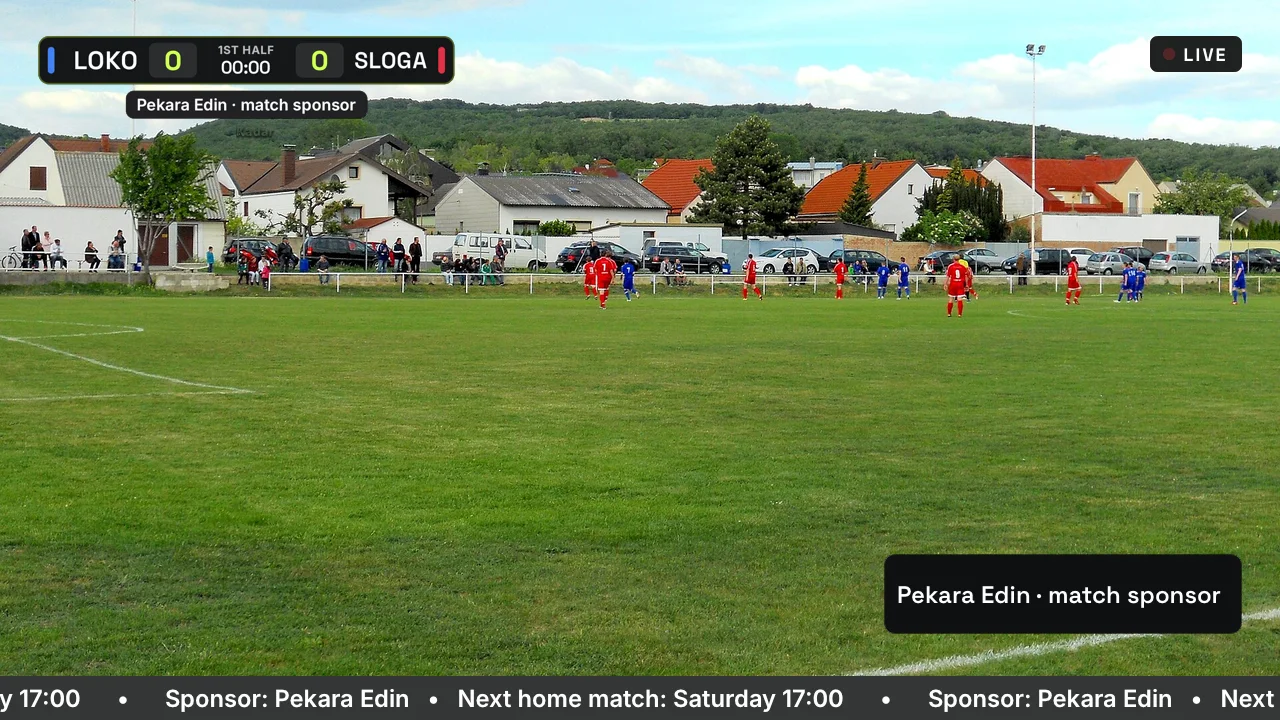 LOKO 0 1ST HALF 00:00 0 SLOGA
LIVE
Pekara Edin · match sponsor
Radar
Pekara Edin · match sponsor
y 17:00 • Sponsor: Pekara Edin • Next home match: Saturday 17:00 • Sponsor: Pekara Edin • Next